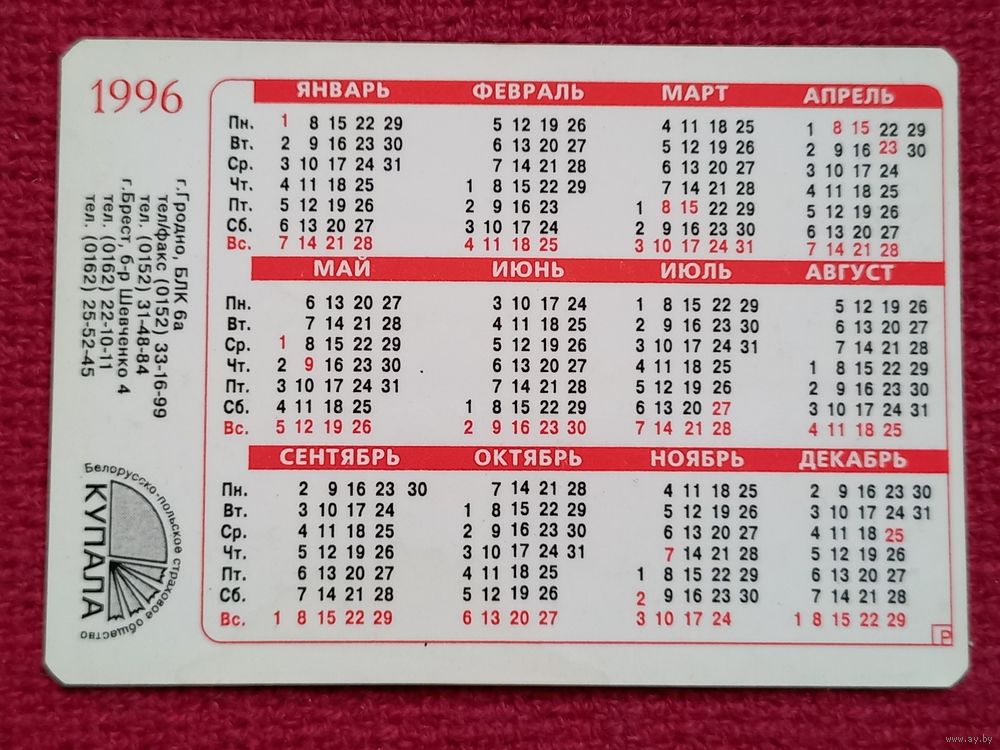 1996
ЯНВАРЬ ФЕВРАЛЬ МАРТ АПРЕЛЬ
Пн. 1 8 15 22 29 5 12 19 26 4 11 18 25 1 8 15 22 29
Вт. 2 9 16 23 30 6 13 20 27 5 12 19 26 2 9 16 23 30
Ср. 3 10 17 24 31 7 14 21 28 6 13 20 27 3 10 17 24
Чт. 4 11 18 25 1 8 15 22 29 7 14 21 28 4 11 18 25
Пт. 5 12 19 26 2 9 16 23 1 8 15 22 29 5 12 19 26
Сб. 6 13 20 27 3 10 17 24 2 9 16 23 30 6 13 20 27
Вс. 7 14 21 28 4 11 18 25 3 10 17 24 31 7 14 21 28
МАЙ ИЮНЬ ИЮЛЬ АВГУСТ
Пн. 6 13 20 27 3 10 17 24 1 8 15 22 29 5 12 19 26
Вт. 7 14 21 28 4 11 18 25 2 9 16 23 30 6 13 20 27
Ср. 1 8 15 22 29 5 12 19 26 3 10 17 24 31 7 14 21 28
Чт. 2 9 16 23 30 6 13 20 27 4 11 18 25 1 8 15 22 29
Пт. 3 10 17 24 31 7 14 21 28 5 12 19 26 2 9 16 23 30
Сб. 4 11 18 25 1 8 15 22 29 6 13 20 27 3 10 17 24 31
Вс. 5 12 19 26 2 9 16 23 30 7 14 21 28 4 11 18 25
СЕНТЯБРЬ ОКТЯБРЬ НОЯБРЬ ДЕКАБРЬ
Пн. 2 9 16 23 30 7 14 21 28 4 11 18 25 2 9 16 23 30
Вт. 3 10 17 24 1 8 15 22 29 5 12 19 26 3 10 17 24 31
Ср. 4 11 18 25 2 9 16 23 30 6 13 20 27 4 11 18 25
Чт. 5 12 19 26 3 10 17 24 31 7 14 21 28 5 12 19 26
Пт. 6 13 20 27 4 11 18 25 1 8 15 22 29 6 13 20 27
Сб. 7 14 21 28 5 12 19 26 2 9 16 23 30 7 14 21 28
Вс. 1 8 15 22 29 6 13 20 27 3 10 17 24 1 8 15 22 29
г.Гродно, БЛК 6а
тел/факс (0152) 33-16-99
тел. (0152) 31-48-84
г.Брест, б-р Шевченко 4
тел. (0162) 22-10-11
тел. (0162) 25-52-45
Белорусско-польское страховое общество
КУПАЛА
P
www.ay.by